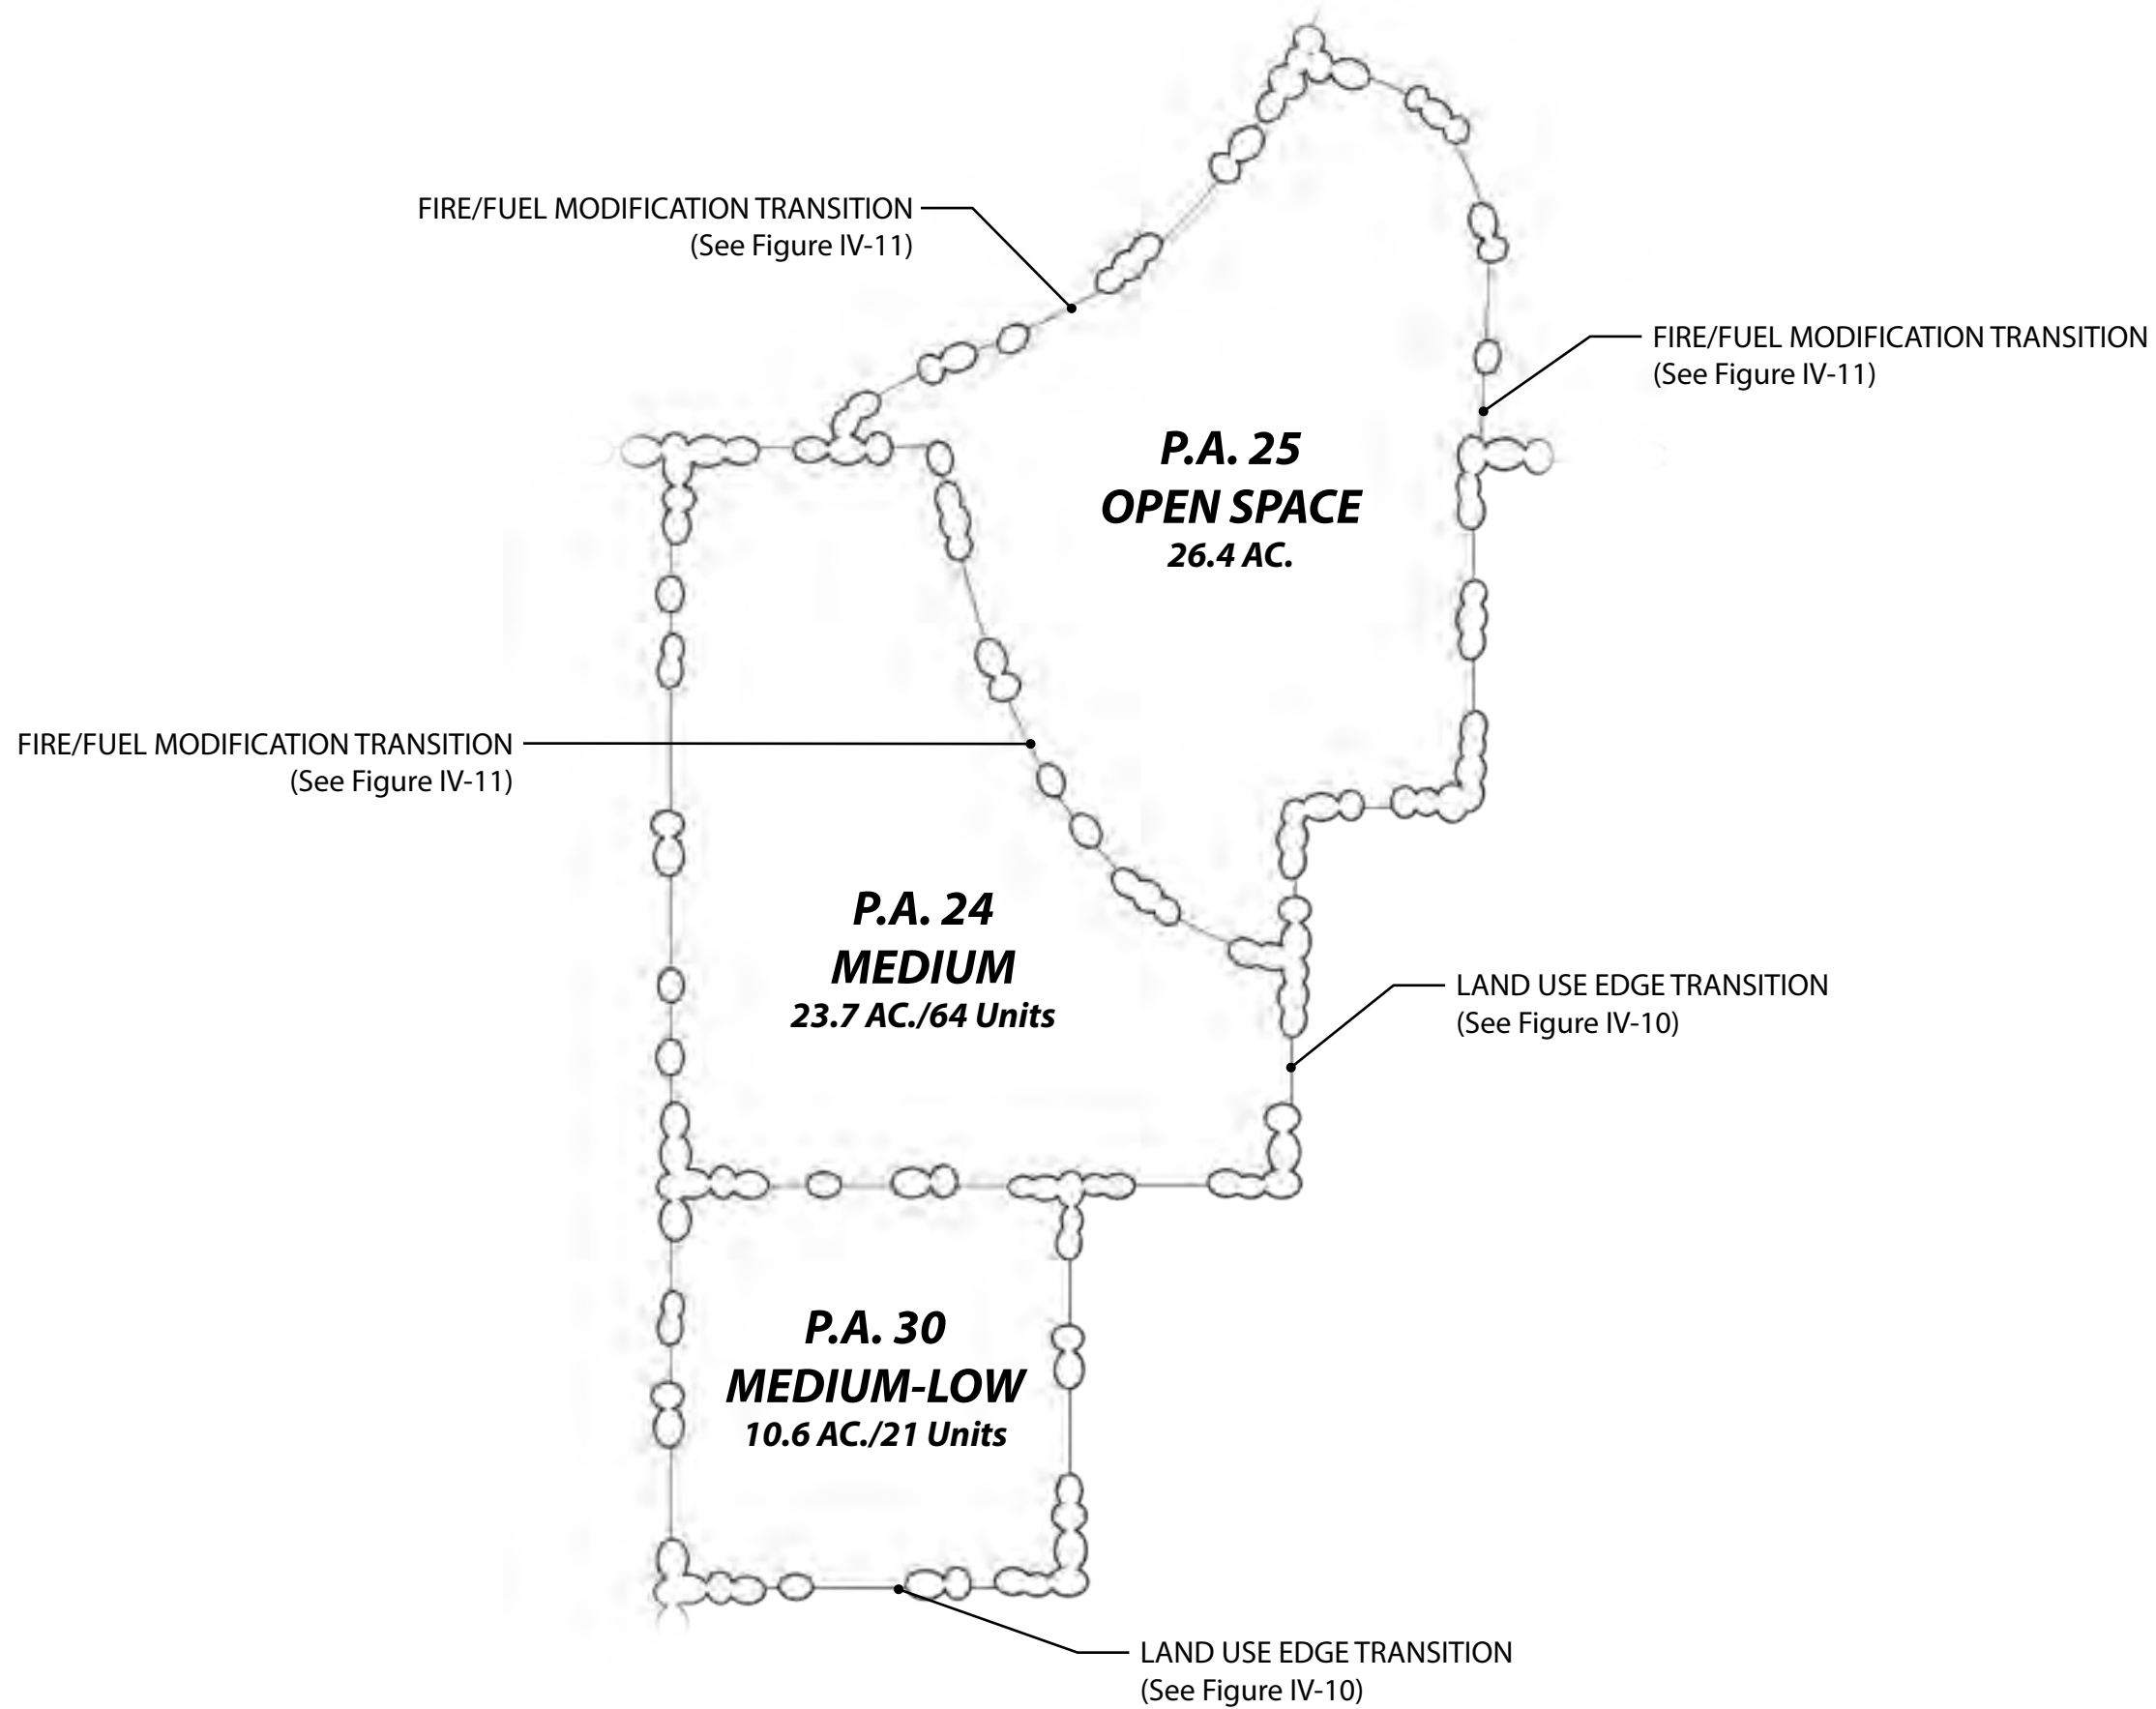 FIRE/FUEL MODIFICATION TRANSITION
(See Figure IV-11)
FIRE/FUEL MODIFICATION TRANSITION
(See Figure IV-11)
P.A. 25
OPEN SPACE
26.4 AC.
FIRE/FUEL MODIFICATION TRANSITION
(See Figure IV-11)
P.A. 24
MEDIUM
23.7 AC./64 Units
LAND USE EDGE TRANSITION
(See Figure IV-10)
P.A. 30
MEDIUM-LOW
10.6 AC./21 Units
LAND USE EDGE TRANSITION
(See Figure IV-10)